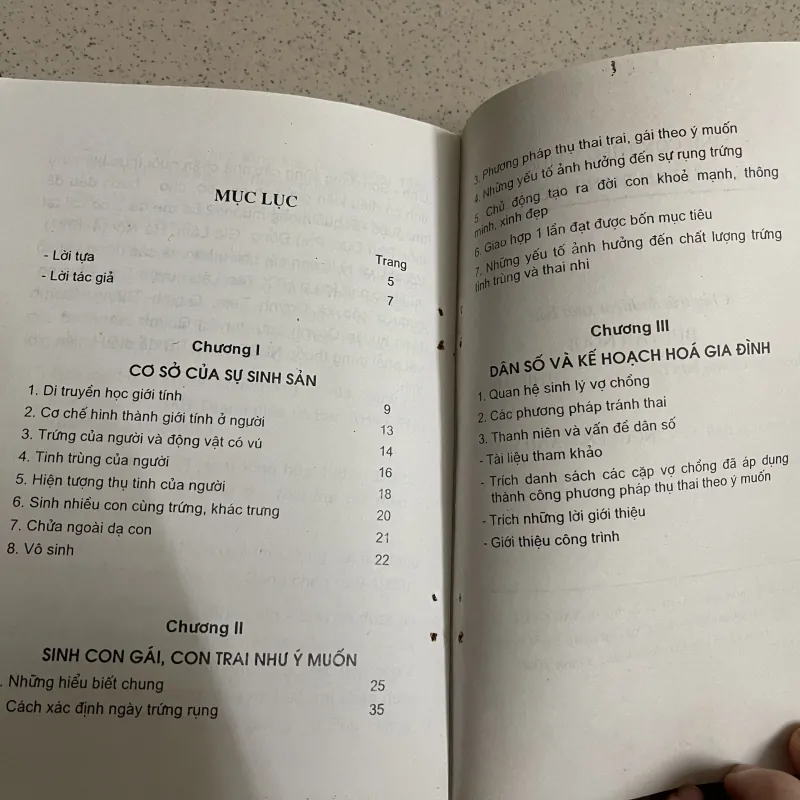 MỤC LỤC
Trang
- Lời tựa 5
- Lời tác giả 7
Chương I
CƠ SỞ CỦA SỰ SINH SẢN
1. Di truyền học giới tính 9
2. Cơ chế hình thành giới tính ở người 13
3. Trứng của người và động vật có vú 14
4. Tinh trùng của người 16
5. Hiện tượng thụ tinh của người 18
6. Sinh nhiều con cùng trứng, khác trưng 20
7. Chửa ngoài dạ con 21
8. Vô sinh 22
Chương II
SINH CON GÁI, CON TRAI NHƯ Ý MUỐN
. Những hiểu biết chung 25
Cách xác định ngày trứng rụng 35
3. Phương pháp thụ thai trai, gái theo ý muốn
4. Những yếu tố ảnh hưởng đến sự rụng trứng
5. Chủ động tạo ra đời con khoẻ mạnh, thông
minh, xinh đẹp
6. Giao hợp 1 lần đạt được bốn mục tiêu
7. Những yếu tố ảnh hưởng đến chất lượng trứng
tinh trùng và thai nhi
Chương III
DÂN SỐ VÀ KẾ HOẠCH HOÁ GIA ĐÌNH
1. Quan hệ sinh lý vợ chồng
2. Các phương pháp tránh thai
3. Thanh niên và vấn đề dân số
- Tài liệu tham khảo
- Trích danh sách các cặp vợ chồng đã áp dụng
thành công phương pháp thụ thai theo ý muốn
- Trích những lời giới thiệu
- Giới thiệu công trình